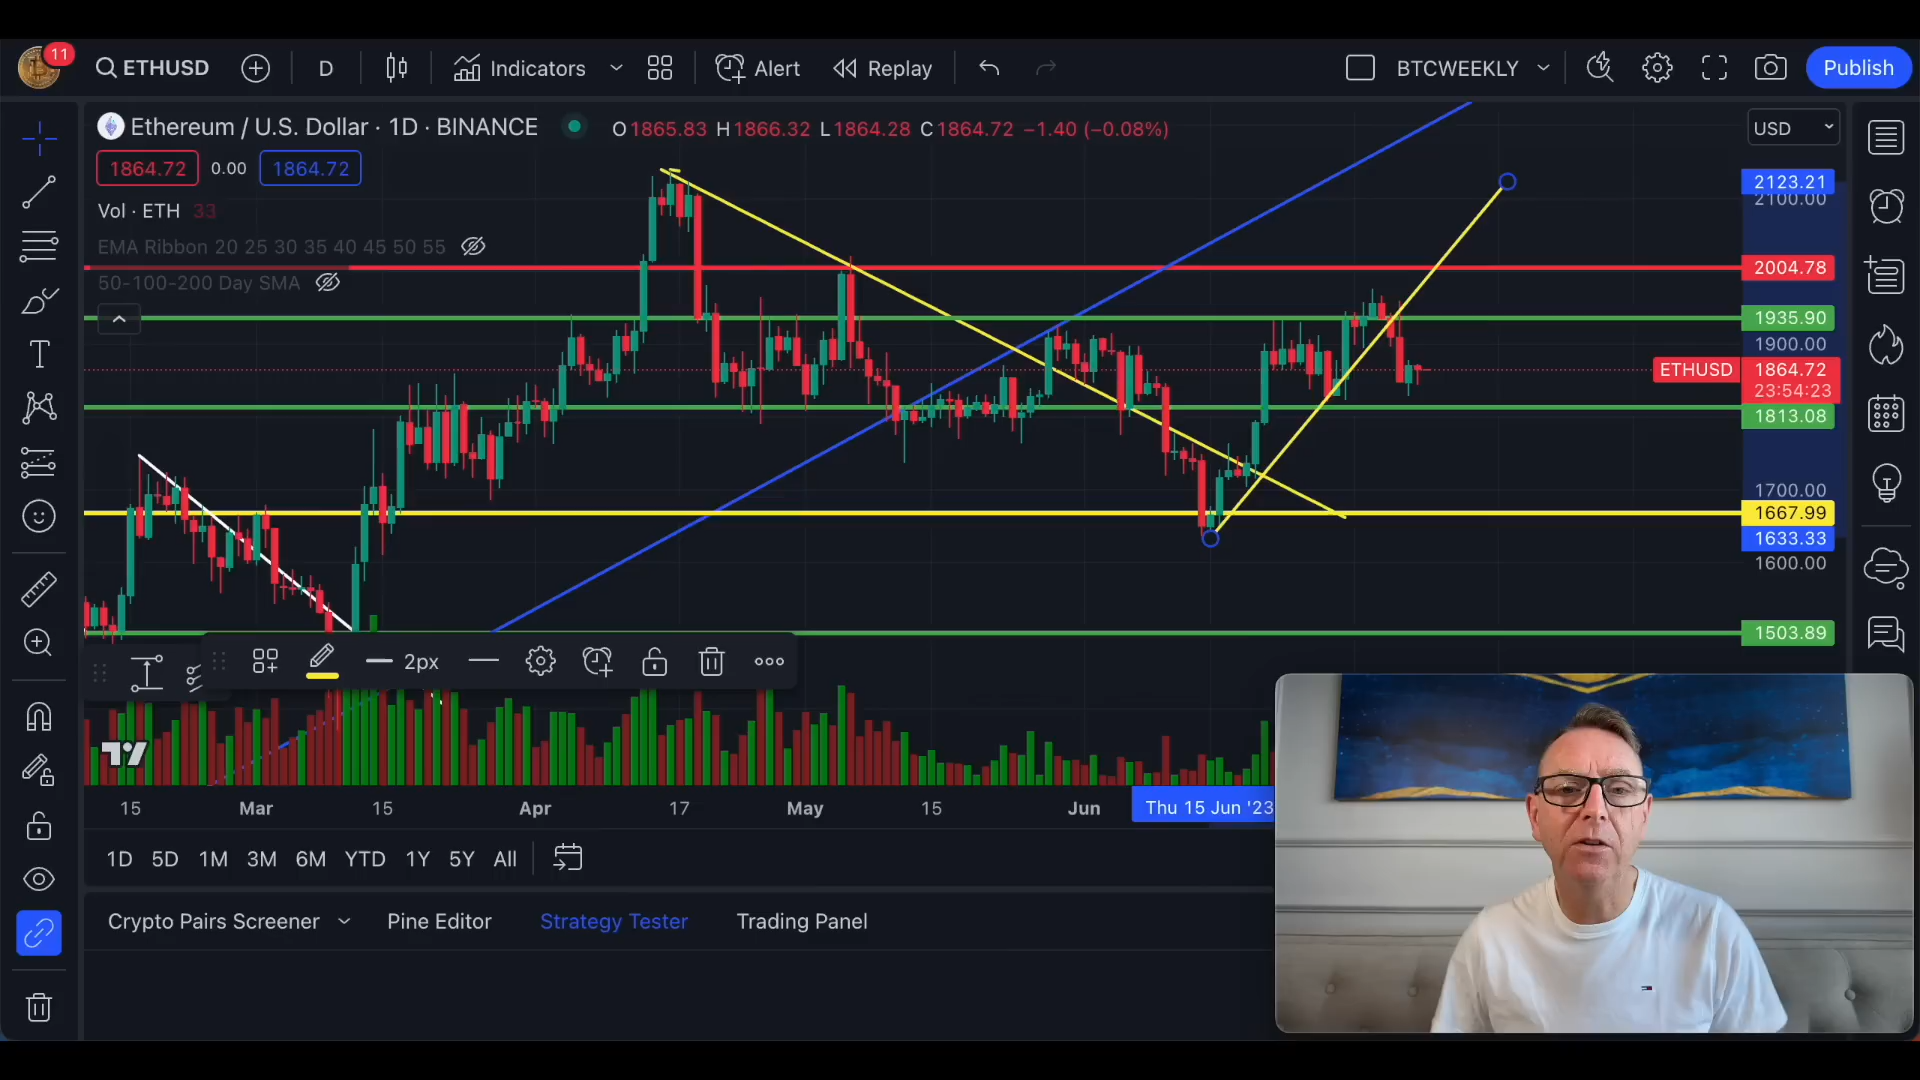 11
ETHUSD
D
Indicators
Alert
Replay
BTCWEEKLY
Publish
Ethereum / U.S. Dollar · 1D · BINANCE
O1865.83 H1866.32 L1864.28 C1864.72 −1.40 (−0.08%)
USD
1864.72
0.00
1864.72
Vol · ETH 33
EMA Ribbon 20 25 30 35 40 45 50 55
50-100-200 Day SMA
2123.21
2100.00
2004.78
1935.90
1900.00
ETHUSD
1864.72
23:54:23
1813.08
1700.00
1667.99
1633.33
1600.00
1503.89
2px
15
Mar
15
Apr
17
May
15
Jun
Thu 15 Jun '23
1D 5D 1M 3M 6M YTD 1Y 5Y All
Crypto Pairs Screener
Pine Editor
Strategy Tester
Trading Panel